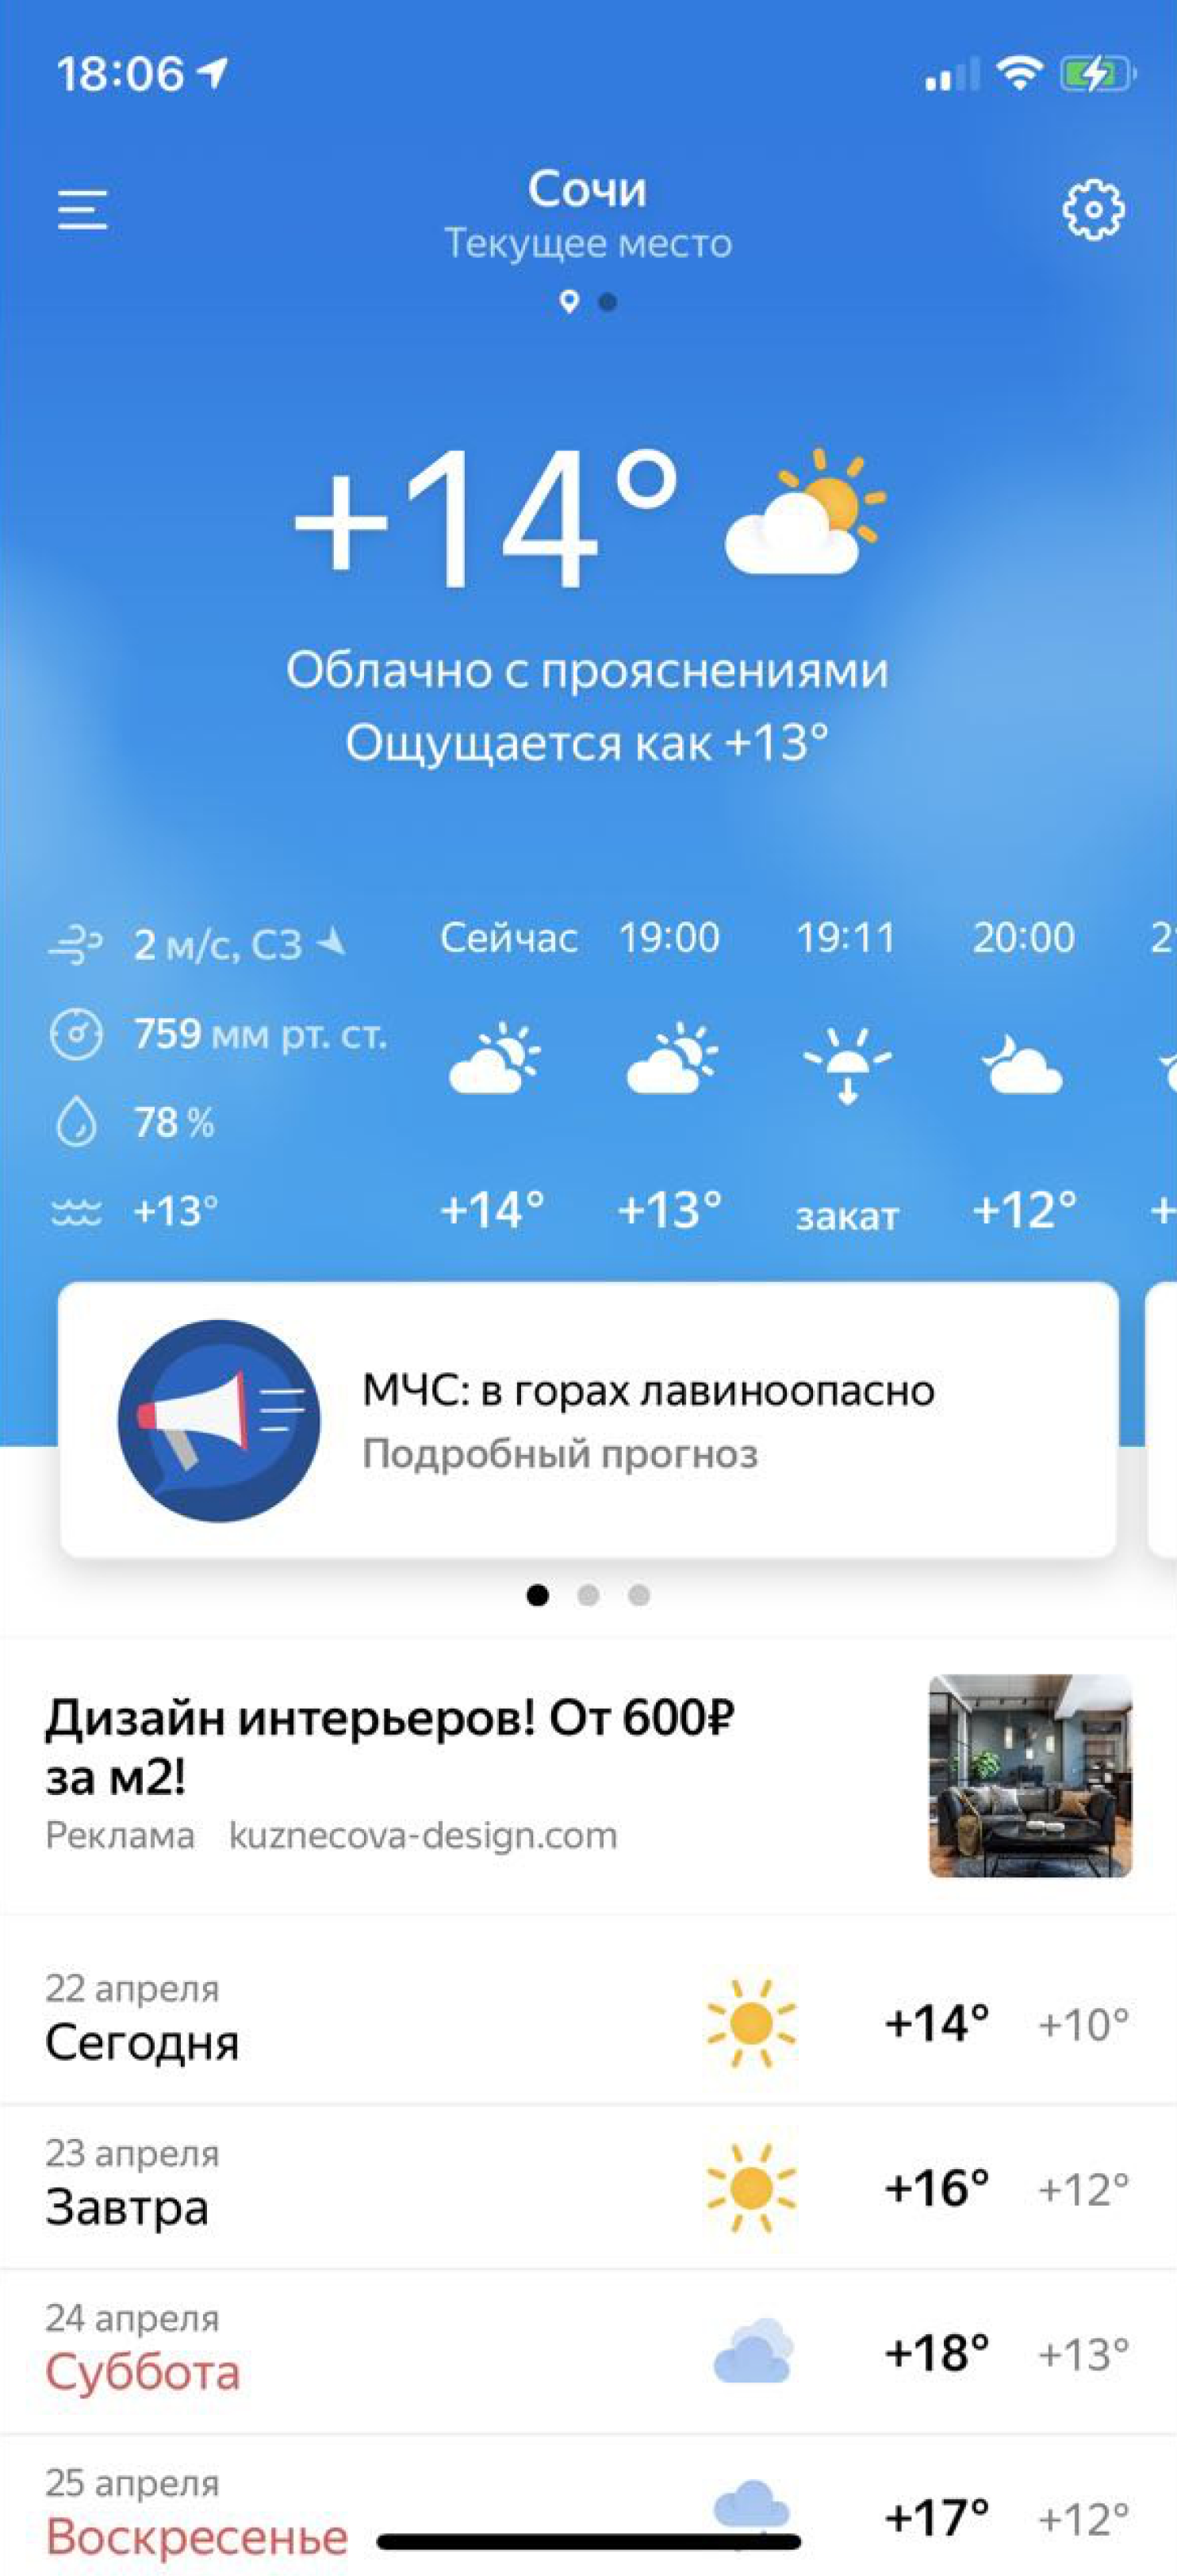 18:06
Сочи
Текущее место
+14°
Облачно с прояснениями
Ощущается как +13°
2 м/с, СЗ
759 мм рт. ст.
78 %
+13°
Сейчас 19:00 19:11 20:00
+14° +13° закат +12°
МЧС: в горах лавиноопасно
Подробный прогноз
Дизайн интерьеров! От 600₽
за м2!
Реклама kuznecova-design.com
22 апреля
Сегодня +14° +10°
23 апреля
Завтра +16° +12°
24 апреля
Суббота +18° +13°
25 апреля
Воскресенье +17° +12°